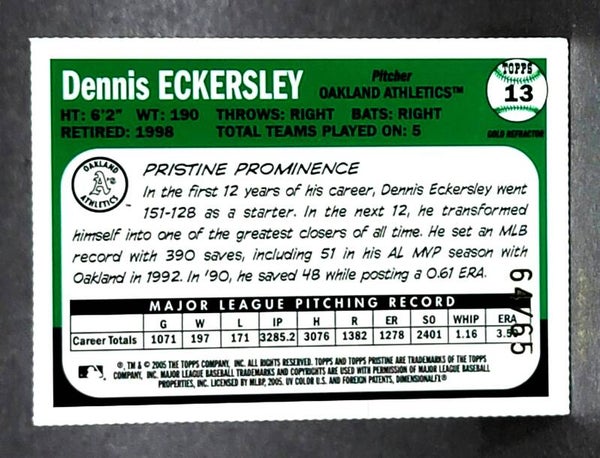 Dennis ECKERSLEY
Pitcher
OAKLAND ATHLETICS™
TOPPS
13
HT: 6'2" WT: 190 THROWS: RIGHT BATS: RIGHT
RETIRED: 1998 TOTAL TEAMS PLAYED ON: 5
GOLD REFRACTOR
OAKLAND
A's
ATHLETICS
™
PRISTINE PROMINENCE
In the first 12 years of his career, Dennis Eckersley went
151-128 as a starter. In the next 12, he transformed
himself into one of the greatest closers of all time. He set an MLB
record with 390 saves, including 51 in his AL MVP season with
Oakland in 1992. In '90, he saved 48 while posting a 0.61 ERA.
64/65
MAJOR LEAGUE PITCHING RECORD
G W L IP H R ER SO WHIP ERA
Career Totals 1071 197 171 3285.2 3076 1382 1278 2401 1.16
®, TM & © 2005 THE TOPPS COMPANY, INC. ALL RIGHTS RESERVED. TOPPS AND TOPPS PRISTINE ARE TRADEMARKS OF THE TOPPS
COMPANY, INC. MAJOR LEAGUE BASEBALL TRADEMARKS AND COPYRIGHTS ARE USED WITH PERMISSION OF MAJOR LEAGUE BASEBALL
PROPERTIES, INC. LICENSED BY MLBP, 2005. UV COLOR U.S. AND FOREIGN PATENTS, DIMENSIONALFX®